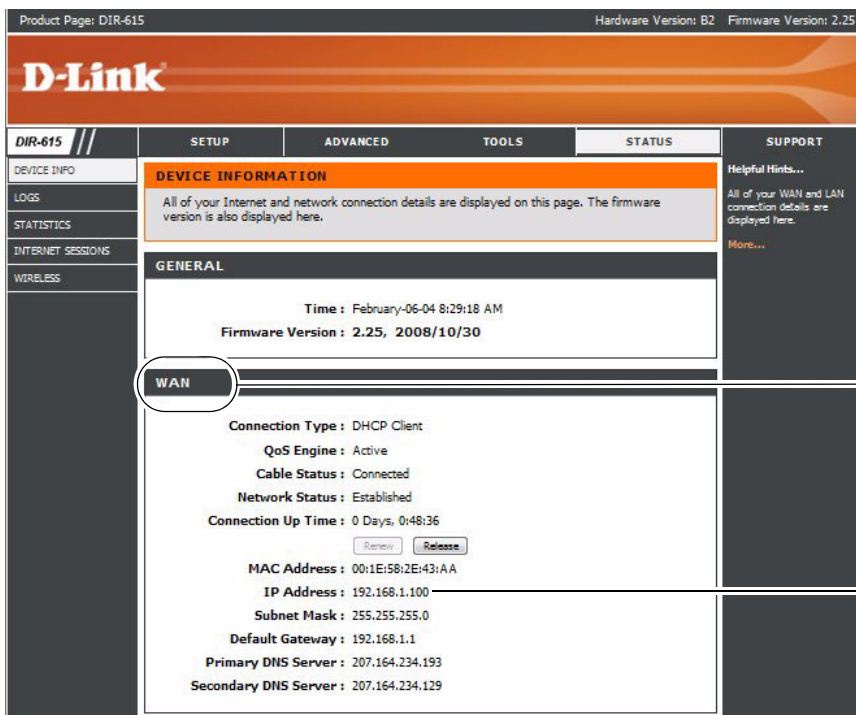 Product Page: DIR-615 Hardware Version: B2 Firmware Version: 2.25
D-Link
DIR-615 SETUP ADVANCED TOOLS STATUS SUPPORT
DEVICE INFO
LOGS
STATISTICS
INTERNET SESSIONS
WIRELESS
DEVICE INFORMATION
All of your Internet and network connection details are displayed on this page. The firmware
version is also displayed here.
GENERAL
Time : February-06-04 8:29:18 AM
Firmware Version : 2.25, 2008/10/30
WAN
Connection Type : DHCP Client
QoS Engine : Active
Cable Status : Connected
Network Status : Established
Connection Up Time : 0 Days, 0:48:36
Renew Release
MAC Address : 00:1E:58:2E:43:AA
IP Address : 192.168.1.100
Subnet Mask : 255.255.255.0
Default Gateway : 192.168.1.1
Primary DNS Server : 207.164.234.193
Secondary DNS Server : 207.164.234.129
Helpful Hints...
All of your WAN and LAN
connection details are
displayed here.
More...